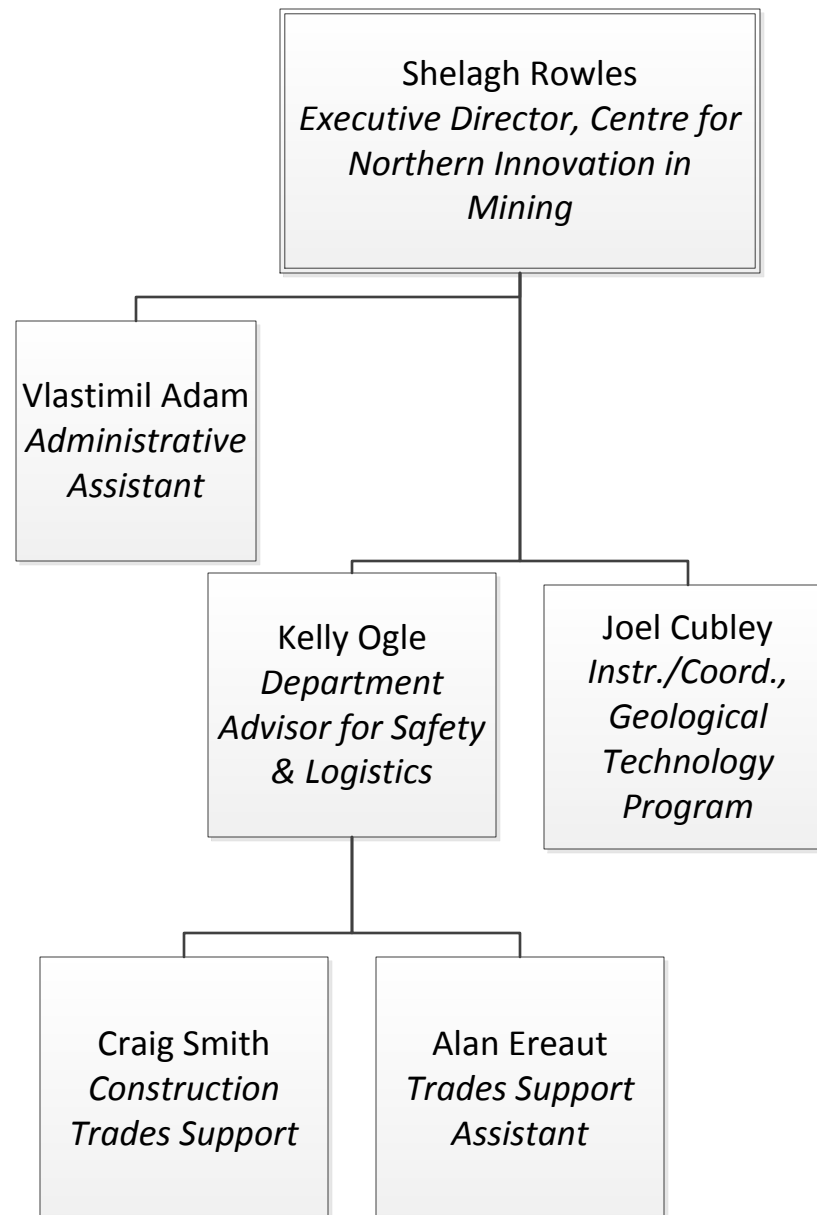 Shelagh Rowles
Executive Director, Centre for
Northern Innovation in
Mining
Vlastimil Adam
Administrative
Assistant
Kelly Ogle
Department
Advisor for Safety
& Logistics
Joel Cubley
Instr./Coord.,
Geological
Technology
Program
Craig Smith
Construction
Trades Support
Alan Ereaut
Trades Support
Assistant